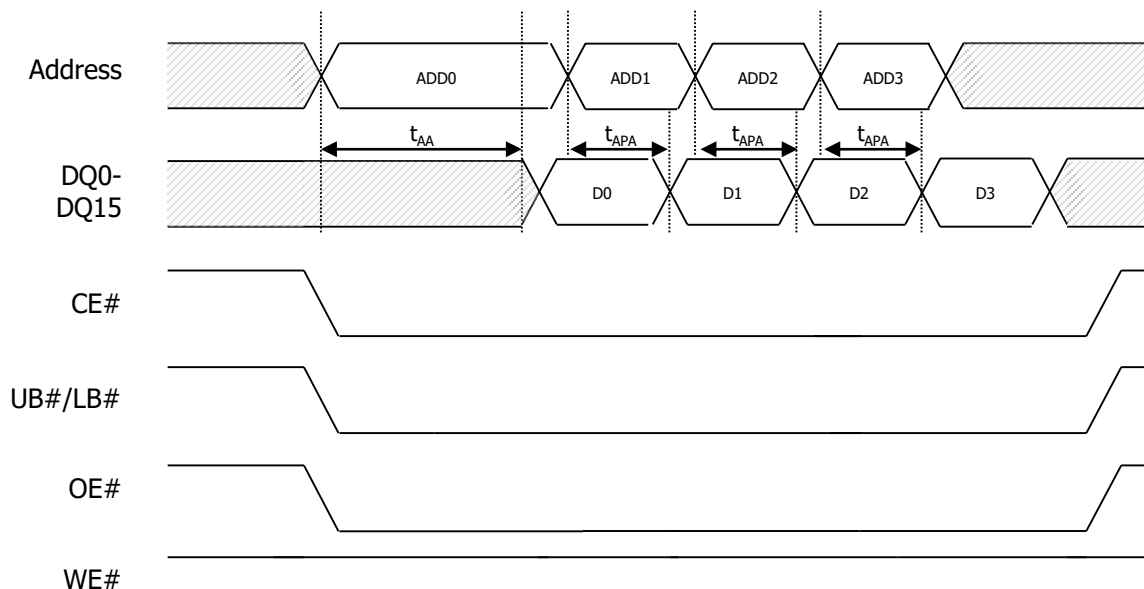 Address
ADD0 ADD1 ADD2 ADD3
tAA tAPA tAPA tAPA
DQ0-
DQ15
D0 D1 D2 D3
CE#
UB#/LB#
OE#
WE#